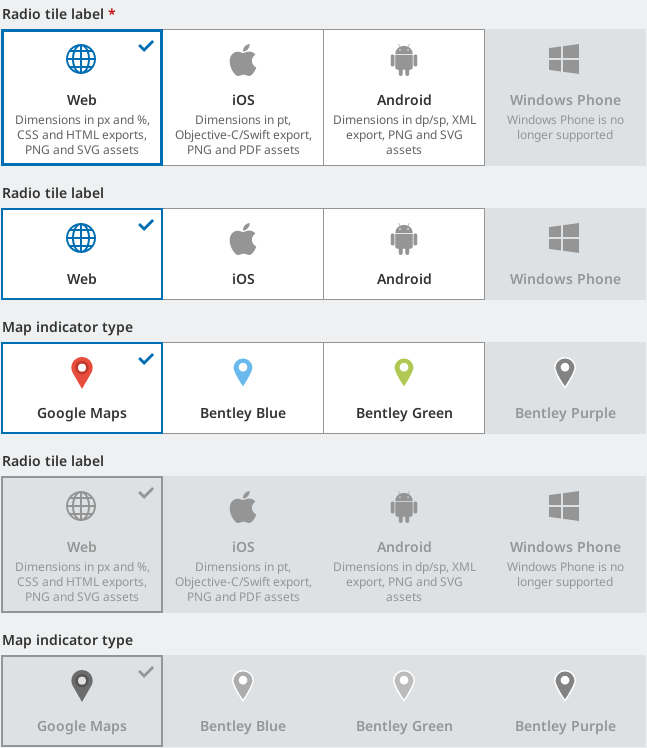 Radio tile label *
Web
iOS
Android
Windows Phone
Dimensions in px and %,
CSS and HTML exports,
PNG and SVG assets
Dimensions in pt,
Objective-C/Swift export,
PNG and PDF assets
Dimensions in dp/sp, XML
export, PNG and SVG
assets
Windows Phone is no
longer supported
Radio tile label
Web
iOS
Android
Windows Phone
Map indicator type
Google Maps
Bentley Blue
Bentley Green
Bentley Purple
Radio tile label
Web
iOS
Android
Windows Phone
Dimensions in px and %,
CSS and HTML exports,
PNG and SVG assets
Dimensions in pt,
Objective-C/Swift export,
PNG and PDF assets
Dimensions in dp/sp, XML
export, PNG and SVG
assets
Windows Phone is no
longer supported
Map indicator type
Google Maps
Bentley Blue
Bentley Green
Bentley Purple